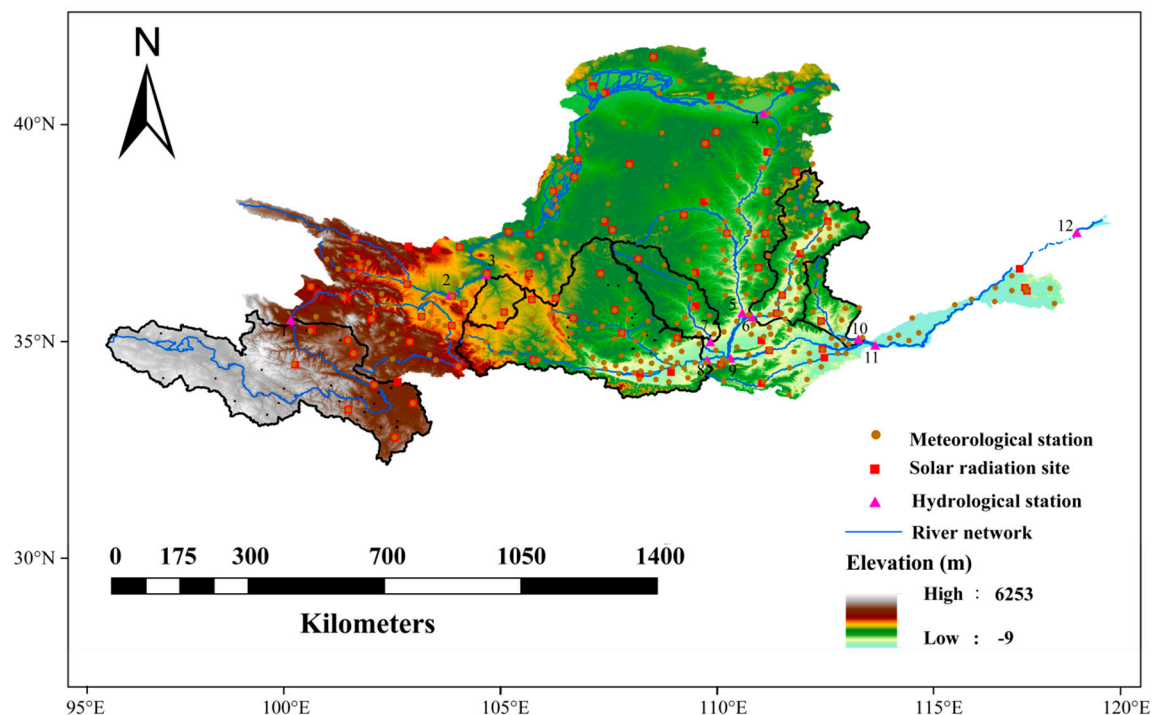 N
40°N
4
12
2
3
1
5
6
35°N
10
11
8
9
Meteorological station
Solar radiation site
Hydrological station
River network
Elevation (m)
High : 6253
Low : -9
30°N
0 175 300 700 1050 1400
Kilometers
95°E 100°E 105°E 110°E 115°E 120°E